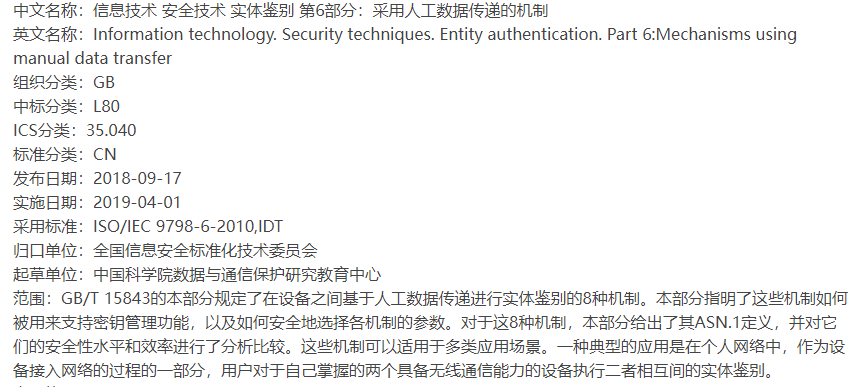 中文名称：信息技术 安全技术 实体鉴别 第6部分：采用人工数据传递的机制
英文名称：Information technology. Security techniques. Entity authentication. Part 6:Mechanisms using
manual data transfer
组织分类：GB
中标分类：L80
ICS分类：35.040
标准分类：CN
发布日期：2018-09-17
实施日期：2019-04-01
采用标准：ISO/IEC 9798-6-2010,IDT
归口单位：全国信息安全标准化技术委员会
起草单位：中国科学院数据与通信保护研究教育中心
范围：GB/T 15843的本部分规定了在设备之间基于人工数据传递进行实体鉴别的8种机制。本部分指明了这些机制如何
被用来支持密钥管理功能，以及如何安全地选择各机制的参数。对于这8种机制，本部分给出了其ASN.1定义，并对它
们的安全性水平和效率进行了分析比较。这些机制可以适用于多类应用场景。一种典型的应用是在个人网络中，作为设
备接入网络的过程的一部分，用户对于自己掌握的两个具备无线通信能力的设备执行二者相互间的实体鉴别。